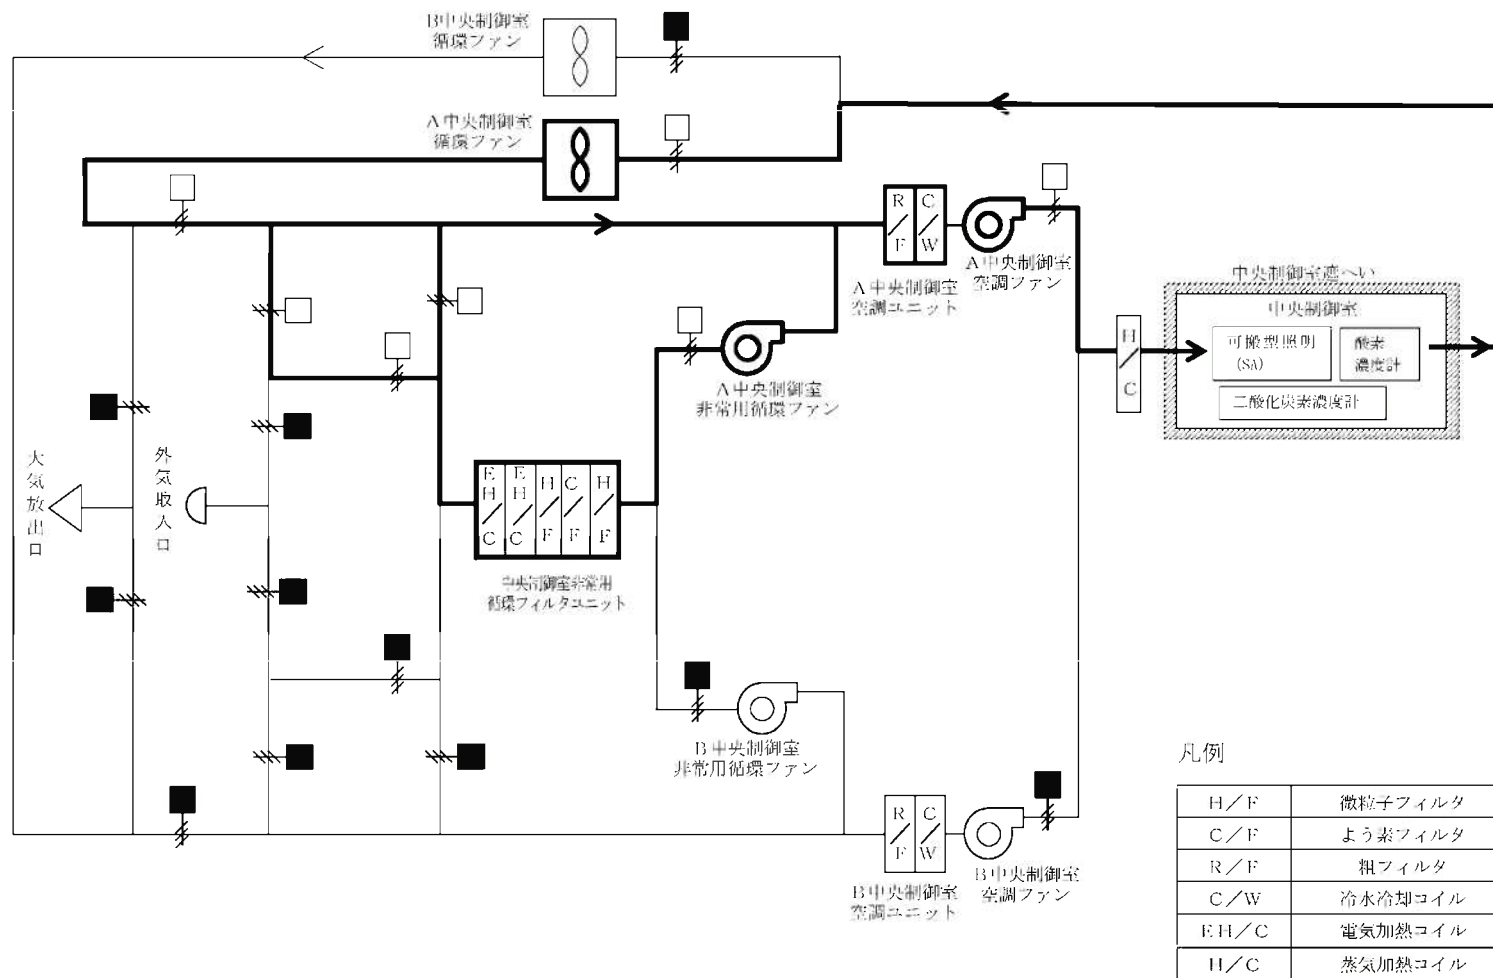 B中央制御室
循環ファン
A中央制御室
循環ファン
R/F
C/W
A中央制御室
空調ユニット
A中央制御室
空調ファン
中央制御室遮へい
中央制御室
可搬型照明
(SA)
酸素
濃度計
二酸化炭素濃度計
H/C
A中央制御室
非常用循環ファン
大気放出口
外気取入口
EH/C
EH/C
H/F
C/F
H/F
中央制御室非常用
循環フィルタユニット
B中央制御室
非常用循環ファン
R/F
C/W
B中央制御室
空調ユニット
B中央制御室
空調ファン
凡例
H/F 微粒子フィルタ
C/F よう素フィルタ
R/F 粗フィルタ
C/W 冷水冷却コイル
EH/C 電気加熱コイル
H/C 蒸気加熱コイル